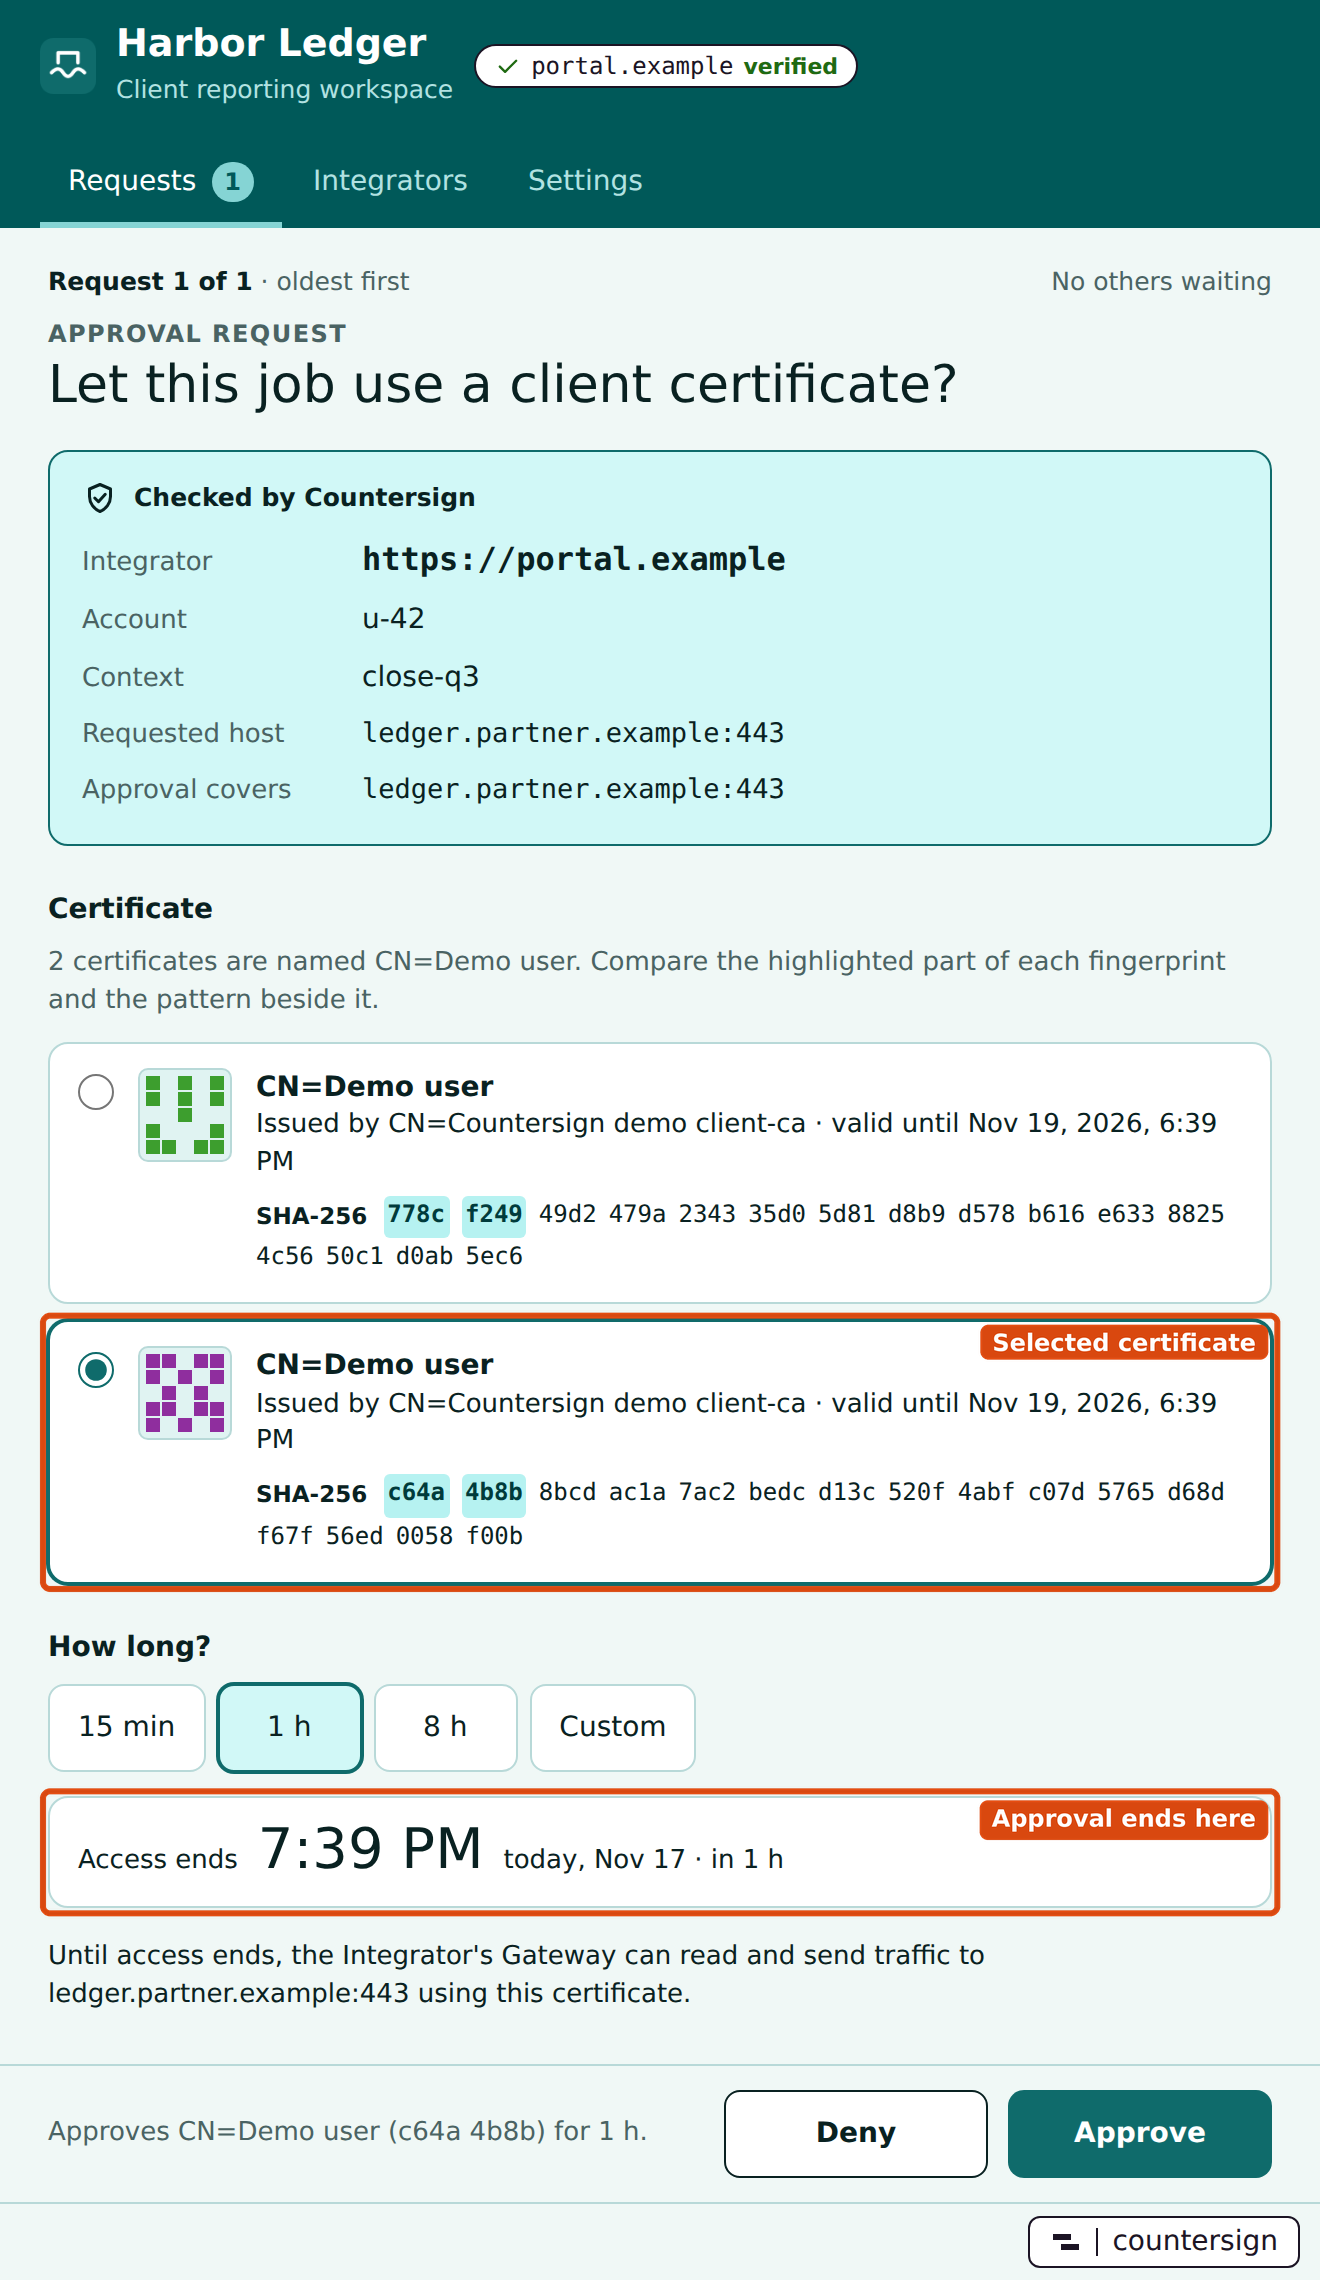 Harbor Ledger
Client reporting workspace
portal.example verified
Requests 1 Integrators Settings
Request 1 of 1 · oldest first
No others waiting
APPROVAL REQUEST
Let this job use a client certificate?
Checked by Countersign
Integrator https://portal.example
Account u-42
Context close-q3
Requested host ledger.partner.example:443
Approval covers ledger.partner.example:443
Certificate
2 certificates are named CN=Demo user. Compare the highlighted part of each fingerprint
and the pattern beside it.
CN=Demo user
Issued by CN=Countersign demo client-ca · valid until Nov 19, 2026, 6:39
PM
SHA-256 778c f249 49d2 479a 2343 35d0 5d81 d8b9 d578 b616 e633 8825
4c56 50c1 d0ab 5ec6
Selected certificate
CN=Demo user
Issued by CN=Countersign demo client-ca · valid until Nov 19, 2026, 6:39
PM
SHA-256 c64a 4b8b 8bcd ac1a 7ac2 bedc d13c 520f 4abf c07d 5765 d68d
f67f 56ed 0058 f00b
How long?
15 min 1 h 8 h Custom
Approval ends here
Access ends 7:39 PM today, Nov 17 · in 1 h
Until access ends, the Integrator's Gateway can read and send traffic to
ledger.partner.example:443 using this certificate.
Approves CN=Demo user (c64a 4b8b) for 1 h.
Deny
Approve
countersign